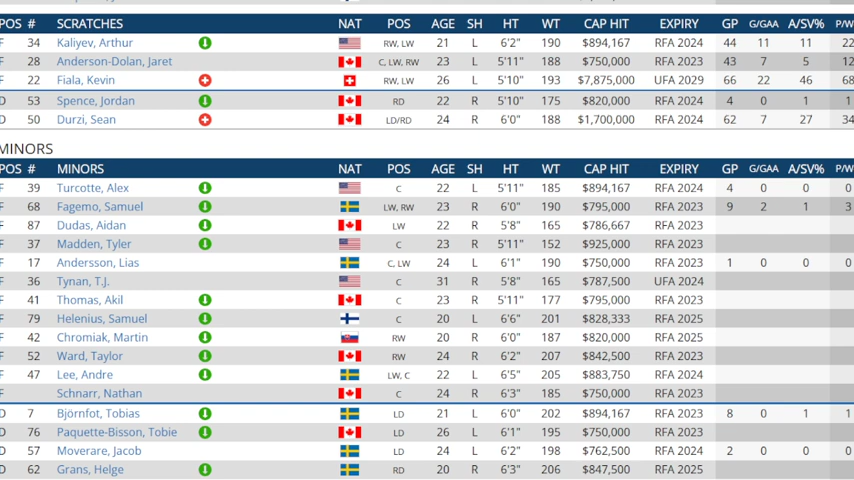 POS # SCRATCHES NAT POS AGE SH HT WT CAP HIT EXPIRY GP G/GAA A/SV% P/W
F 34 Kaliyev, Arthur RW, LW 21 L 6'2" 190 $894,167 RFA 2024 44 11 11 22
F 28 Anderson-Dolan, Jaret C, LW, RW 23 L 5'11" 188 $750,000 RFA 2024 43 7 5 12
F 22 Fiala, Kevin RW, LW 26 L 5'10" 193 $7,875,000 UFA 2029 66 22 46 68
D 53 Spence, Jordan RD 22 R 5'10" 175 $820,000 RFA 2024 4 0 1 1
D 50 Durzi, Sean LD/RD 24 R 6'0" 188 $1,700,000 RFA 2024 62 7 27 34
MINORS
POS # MINORS NAT POS AGE SH HT WT CAP HIT EXPIRY GP G/GAA A/SV% P/W
F 39 Turcotte, Alex C 22 L 5'11" 185 $894,167 RFA 2024 4 0 0 0
F 68 Fagemo, Samuel LW, RW 23 R 6'0" 190 $795,000 RFA 2023 9 2 1 3
F 87 Dudas, Aidan LW 22 R 5'8" 165 $786,667 RFA 2023
F 37 Madden, Tyler C 23 R 5'11" 152 $925,000 RFA 2023
F 17 Andersson, Lias C, LW 24 L 6'1" 190 $750,000 RFA 2023 1 0 0 0
F 36 Tynan, T.J. C 31 R 5'8" 165 $787,500 UFA 2024
F 41 Thomas, Akil C 23 R 5'11" 177 $795,000 RFA 2023
F 79 Helenius, Samuel C 20 L 6'6" 201 $828,333 RFA 2025
F 42 Chromiak, Martin RW 20 R 6'0" 187 $820,000 RFA 2025
F 52 Ward, Taylor RW 24 R 6'2" 207 $842,500 RFA 2023
F 47 Lee, Andre LW, C 22 L 6'5" 205 $883,750 RFA 2024
F Schnarr, Nathan C 24 R 6'3" 185 $750,000 RFA 2023
D 7 Björnfot, Tobias LD 21 L 6'0" 202 $894,167 RFA 2023 8 0 1 1
D 76 Paquette-Bisson, Tobie LD 26 L 6'1" 195 $750,000 RFA 2023
D 57 Moverare, Jacob LD 24 L 6'2" 198 $762,500 RFA 2024 2 0 0
D 62 Grans, Helge RD 20 R 6'3" 206 $847,500 RFA 2025